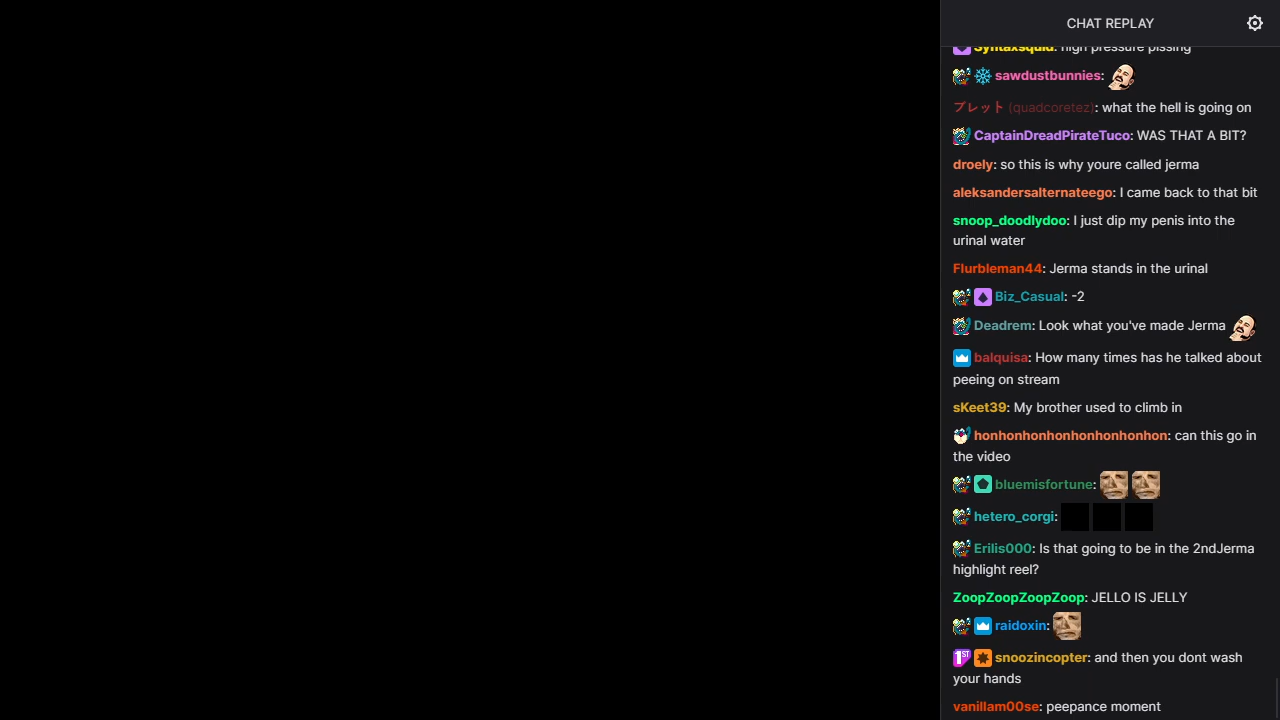 CHAT REPLAY
Syntaxsquid: high pressure pissing
sawdustbunnies:
ブレット (quadcoretez): what the hell is going on
CaptainDreadPirateTuco: WAS THAT A BIT?
droely: so this is why youre called jerma
aleksandersalternateego: I came back to that bit
snoop_doodlydoo: I just dip my penis into the
urinal water
Flurbleman44: Jerma stands in the urinal
Biz_Casual: -2
Deadrem: Look what you've made Jerma
balquisa: How many times has he talked about
peeing on stream
sKeet39: My brother used to climb in
honhonhonhonhonhonhonhon: can this go in
the video
bluemisfortune:
hetero_corgi:
Erilis000: Is that going to be in the 2ndJerma
highlight reel?
ZoopZoopZoopZoop: JELLO IS JELLY
raidoxin:
1ST snoozincopter: and then you dont wash
your hands
vanillam00se: peepance moment